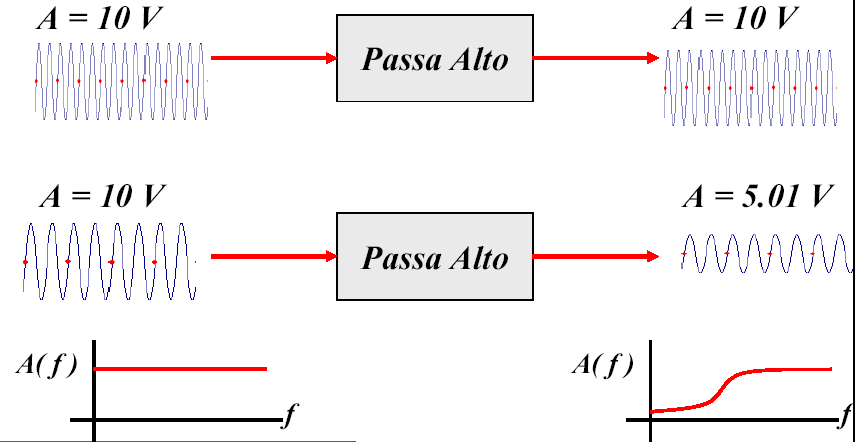 A = 10 V
Passa Alto
A = 10 V
A = 10 V
Passa Alto
A = 5.01 V
A(f)
f
A(f)
f